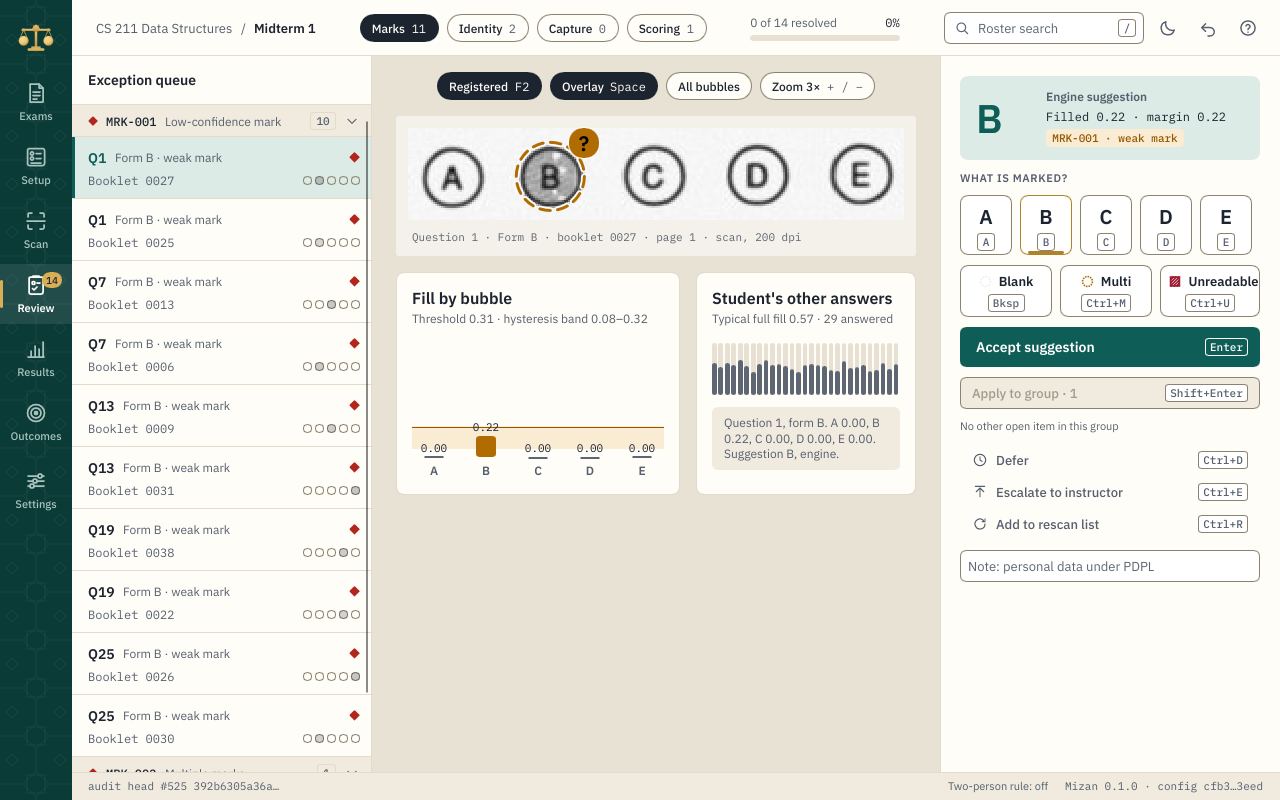 CS 211 Data Structures / Midterm 1
Marks 11
Identity 2
Capture 0
Scoring 1
0 of 14 resolved 0%
Roster search /
Exams
Setup
Scan
14
Review
Results
Outcomes
Settings
Exception queue
MRK-001 Low-confidence mark 10
Q1 Form B · weak mark
Booklet 0027
Q1 Form B · weak mark
Booklet 0025
Q7 Form B · weak mark
Booklet 0013
Q7 Form B · weak mark
Booklet 0006
Q13 Form B · weak mark
Booklet 0009
Q13 Form B · weak mark
Booklet 0031
Q19 Form B · weak mark
Booklet 0038
Q19 Form B · weak mark
Booklet 0022
Q25 Form B · weak mark
Booklet 0026
Q25 Form B · weak mark
Booklet 0030
Registered F2
Overlay Space
All bubbles
Zoom 3× + / −
A B ? C D E
Question 1 · Form B · booklet 0027 · page 1 · scan, 200 dpi
Fill by bubble
Threshold 0.31 · hysteresis band 0.08–0.32
0.22
0.00 0.00 0.00 0.00
A B C D E
Student's other answers
Typical full fill 0.57 · 29 answered
Question 1, form B. A 0.00, B
0.22, C 0.00, D 0.00, E 0.00.
Suggestion B, engine.
B
Engine suggestion
Filled 0.22 · margin 0.22
MRK-001 · weak mark
WHAT IS MARKED?
A B C D E
A B C D E
Blank Multi Unreadable
Bksp Ctrl+M Ctrl+U
Accept suggestion Enter
Apply to group · 1 Shift+Enter
No other open item in this group
Defer Ctrl+D
Escalate to instructor Ctrl+E
Add to rescan list Ctrl+R
Note: personal data under PDPL
audit head #525 392b6305a36a…
Two-person rule: off Mizan 0.1.0 · config cfb3…3eed